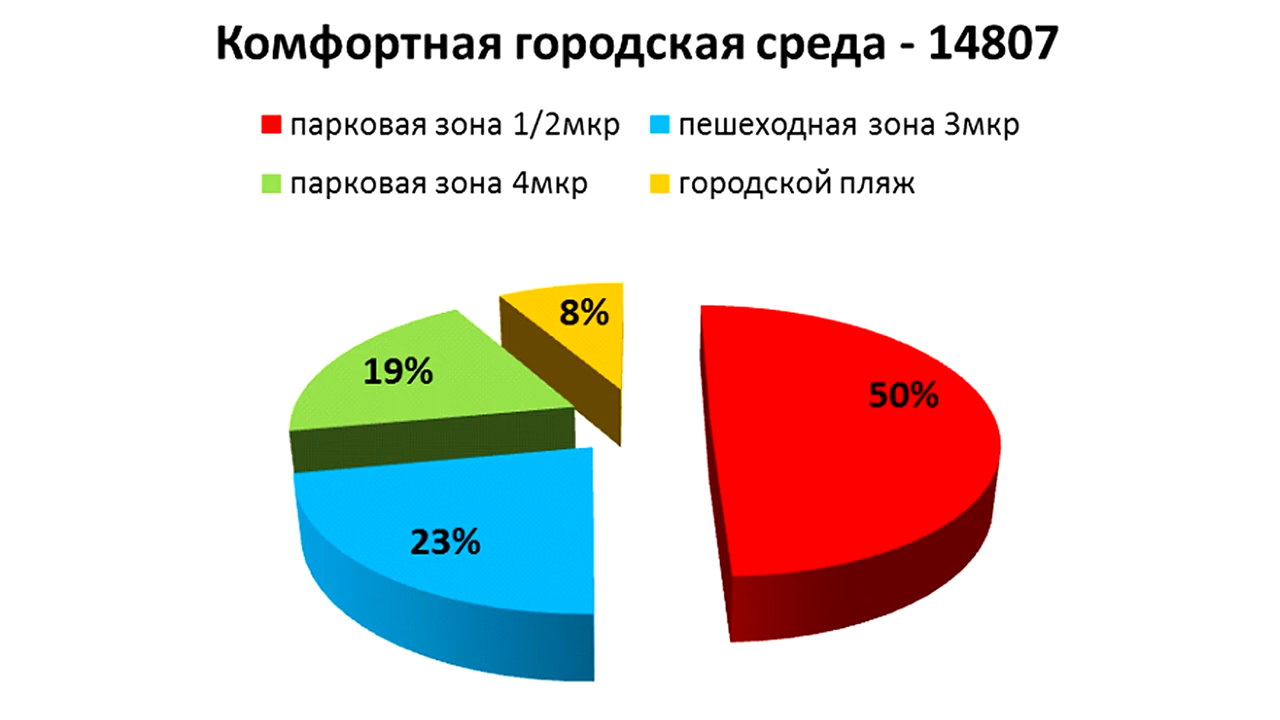 Комфортная городская среда - 14807
парковая зона 1/2мкр
пешеходная зона 3мкр
парковая зона 4мкр
городской пляж
8%
19%
50%
23%